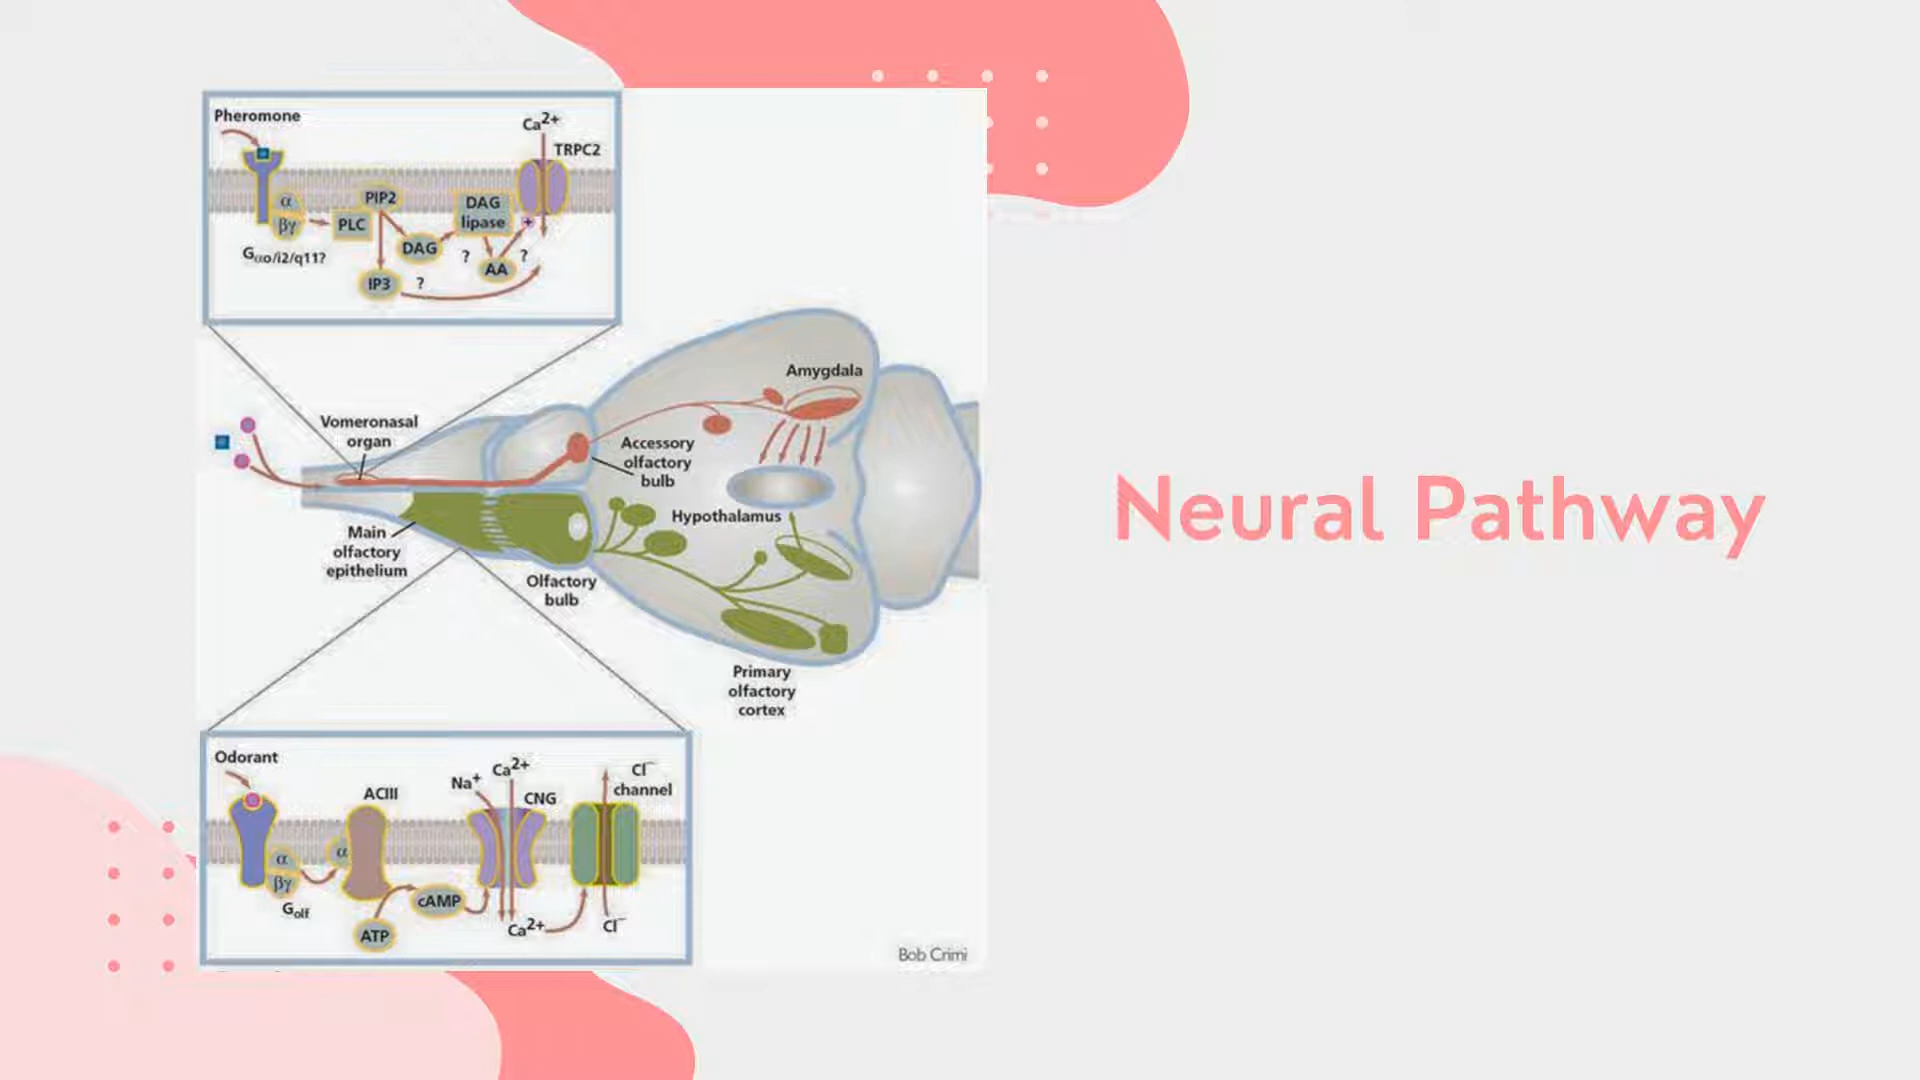 Pheromone
Ca2+
TRPC2
α
βγ
PLC
PIP2
DAG
DAG
lipase
+
Gαo/i2/q11?
IP3
?
?
AA
?
Amygdala
Vomeronasal
organ
Accessory
olfactory
bulb
Hypothalamus
Main
olfactory
epithelium
Olfactory
bulb
Primary
olfactory
cortex
Neural Pathway
Odorant
ACIII
Na+
Ca2+
CNG
Cl−
channel
α
βγ
α
Golf
ATP
cAMP
Ca2+
Cl−
Bob Crimi